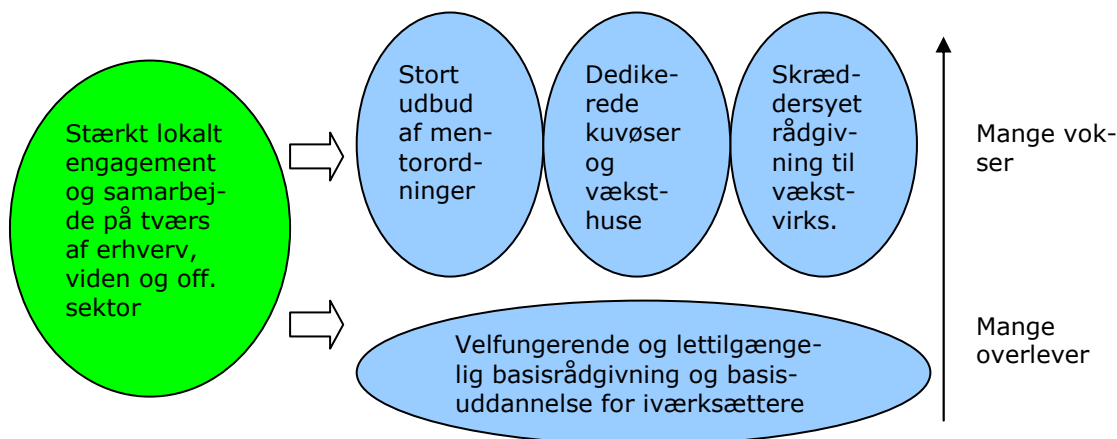 Stærkt lokalt
engagement
og samarbej-
de på tværs
af erhverv,
viden og off.
sektor
Stort
udbud
af men-
torord-
ninger
Dedike-
rede
kuvøser
og
vækst-
huse
Skræd-
dersyet
rådgiv-
ning til
vækst-
virks.
Mange vok-
ser
Velfungerende og lettilgænge-
lig basisrådgivning og basis-
uddannelse for iværksættere
Mange
overlever